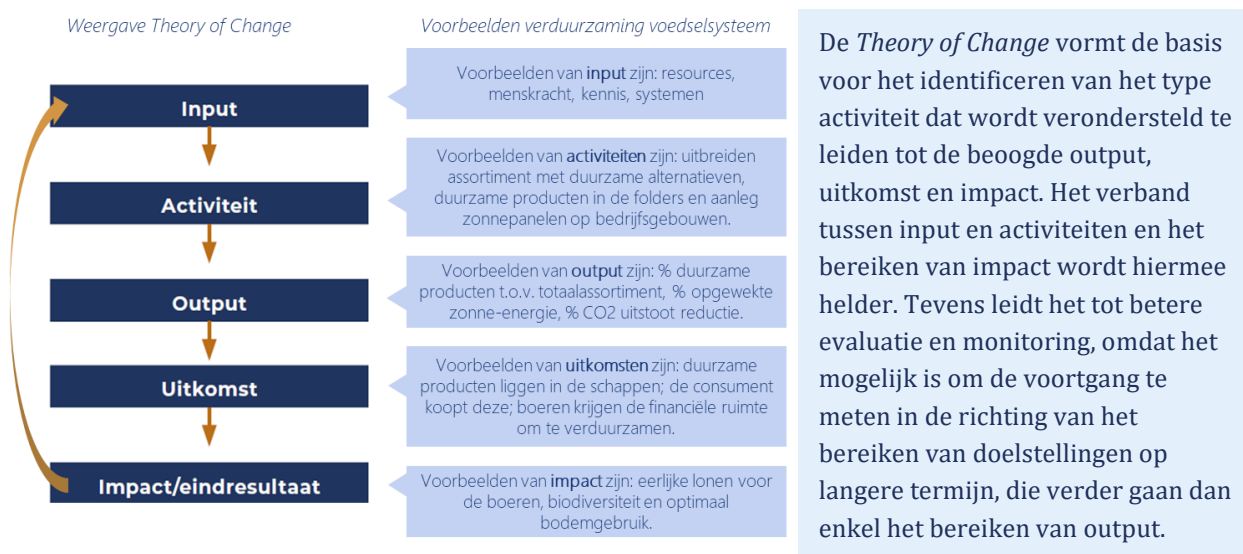 Weergave Theory of Change
Input
Activiteit
Output
Uitkomst
Impact/eindresultaat
Voorbeelden verduurzaming voedselsysteem
Voorbeelden van input zijn: resources,
menskracht, kennis, systemen
Voorbeelden van activiteiten zijn: uitbreiden
assortiment met duurzame alternatieven,
duurzame producten in de folders en aanleg
zonnepanelen op bedrijfsgebouwen.
Voorbeelden van output zijn: % duurzame
producten t.o.v. totaalassortiment, % opgewekte
zonne-energie, % CO2 uitstoot reductie.
Voorbeelden van uitkomsten zijn: duurzame
producten liggen in de schappen; de consument
koopt deze; boeren krijgen de financiële ruimte
om te verduurzamen.
Voorbeelden van impact zijn: eerlijke lonen voor
de boeren, biodiversiteit en optimaal
bodemgebruik.
De Theory of Change vormt de basis
voor het identificeren van het type
activiteit dat wordt verondersteld te
leiden tot de beoogde output,
uitkomst en impact. Het verband
tussen input en activiteiten en het
bereiken van impact wordt hiermee
helder. Tevens leidt het tot betere
evaluatie en monitoring, omdat het
mogelijk is om de voortgang te
meten in de richting van het
bereiken van doelstellingen op
langere termijn, die verder gaan dan
enkel het bereiken van output.